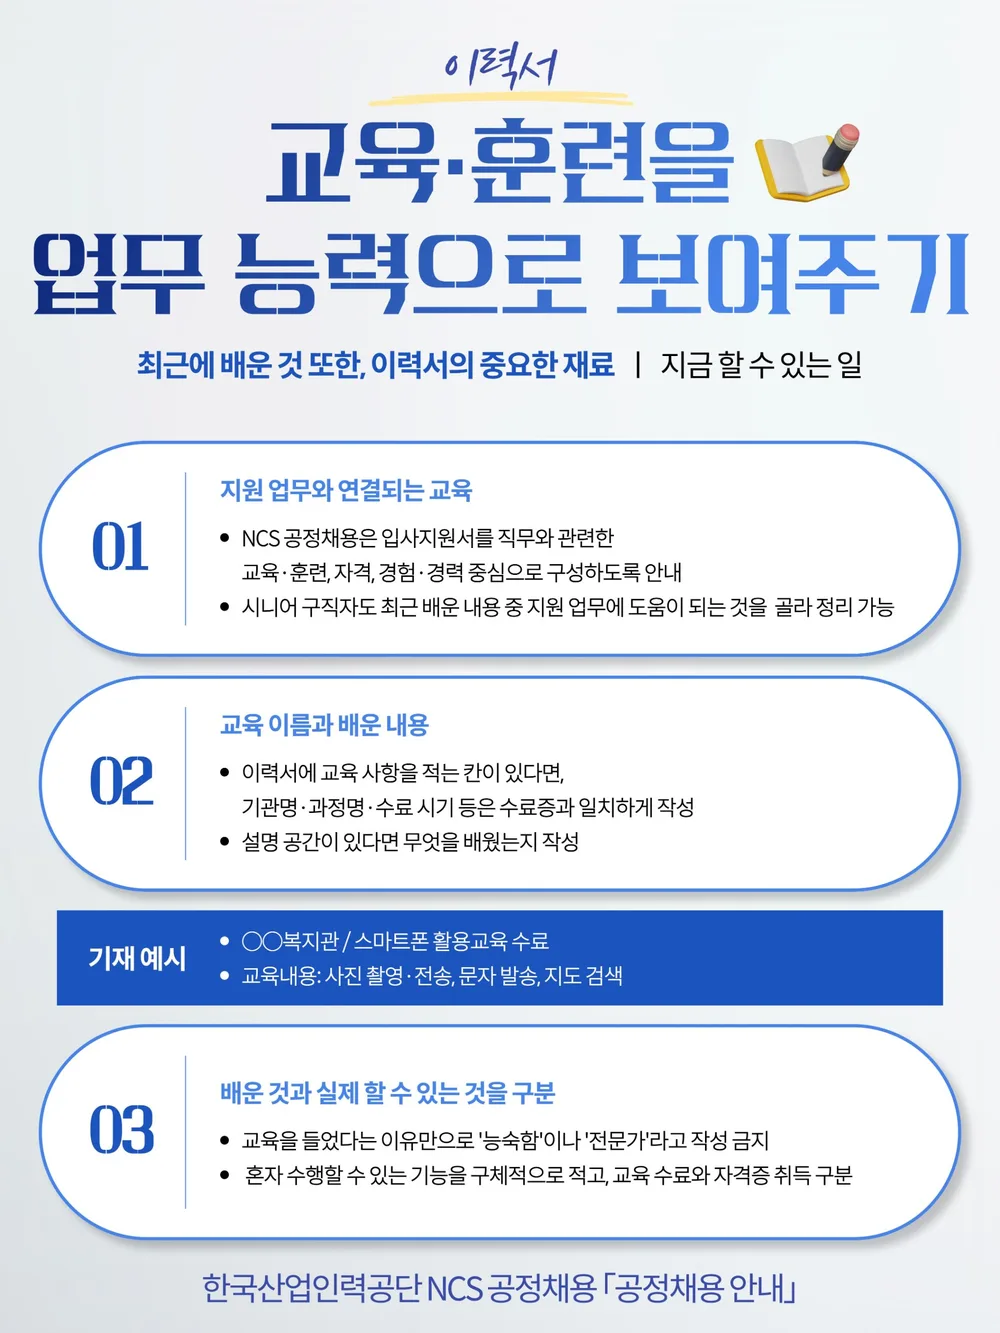 이력서
교육·훈련을
업무 능력으로 보여주기
최근에 배운 것 또한, 이력서의 중요한 재료 | 지금 할 수 있는 일
01
지원 업무와 연결되는 교육
• NCS 공정채용은 입사지원서를 직무와 관련한
교육·훈련, 자격, 경험·경력 중심으로 구성하도록 안내
• 시니어 구직자도 최근 배운 내용 중 지원 업무에 도움이 되는 것을 골라 정리 가능
02
교육 이름과 배운 내용
• 이력서에 교육 사항을 적는 칸이 있다면,
기관명·과정명·수료 시기 등은 수료증과 일치하게 작성
• 설명 공간이 있다면 무엇을 배웠는지 작성
기재 예시
• ○○복지관 / 스마트폰 활용교육 수료
• 교육내용: 사진 촬영·전송, 문자 발송, 지도 검색
03
배운 것과 실제 할 수 있는 것을 구분
• 교육을 들었다는 이유만으로 '능숙함'이나 '전문가'라고 작성 금지
• 혼자 수행할 수 있는 기능을 구체적으로 적고, 교육 수료와 자격증 취득 구분
한국산업인력공단 NCS 공정채용 「공정채용 안내」